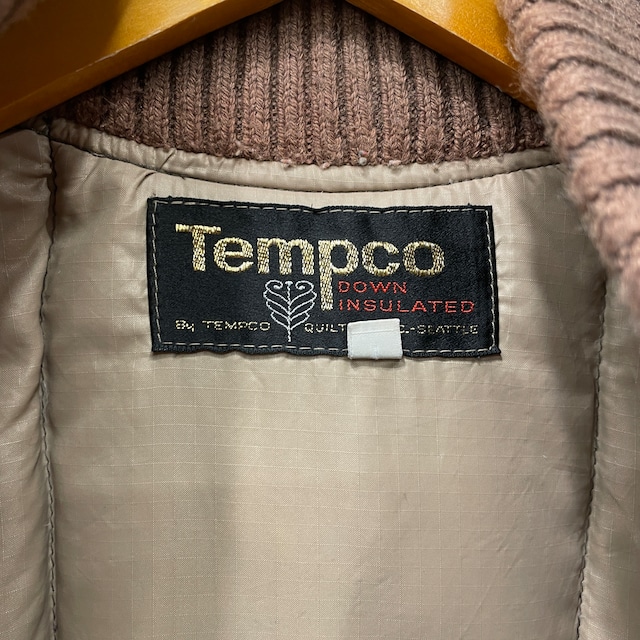 Tempco
DOWN
INSULATED
By TEMPCO QUILT -SEATTLE